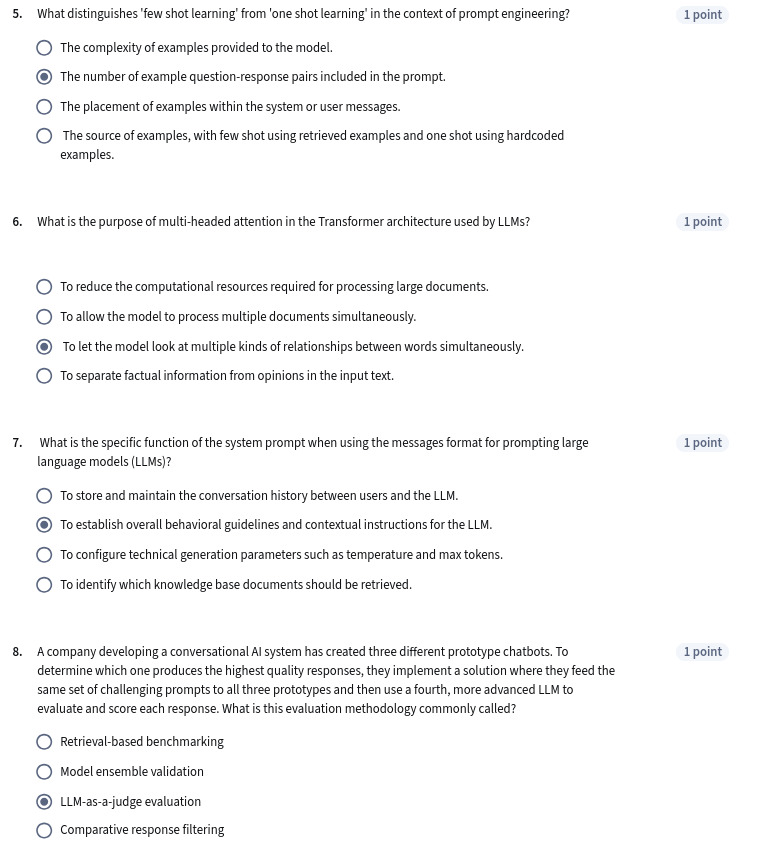 5. What distinguishes 'few shot learning' from 'one shot learning' in the context of prompt engineering? 1 point
The complexity of examples provided to the model.
The number of example question-response pairs included in the prompt.
The placement of examples within the system or user messages.
The source of examples, with few shot using retrieved examples and one shot using hardcoded
examples.
6. What is the purpose of multi-headed attention in the Transformer architecture used by LLMs? 1 point
To reduce the computational resources required for processing large documents.
To allow the model to process multiple documents simultaneously.
To let the model look at multiple kinds of relationships between words simultaneously.
To separate factual information from opinions in the input text.
7. What is the specific function of the system prompt when using the messages format for prompting large 1 point
language models (LLMs)?
To store and maintain the conversation history between users and the LLM.
To establish overall behavioral guidelines and contextual instructions for the LLM.
To configure technical generation parameters such as temperature and max tokens.
To identify which knowledge base documents should be retrieved.
8. A company developing a conversational AI system has created three different prototype chatbots. To 1 point
determine which one produces the highest quality responses, they implement a solution where they feed the
same set of challenging prompts to all three prototypes and then use a fourth, more advanced LLM to
evaluate and score each response. What is this evaluation methodology commonly called?
Retrieval-based benchmarking
Model ensemble validation
LLM-as-a-judge evaluation
Comparative response filtering